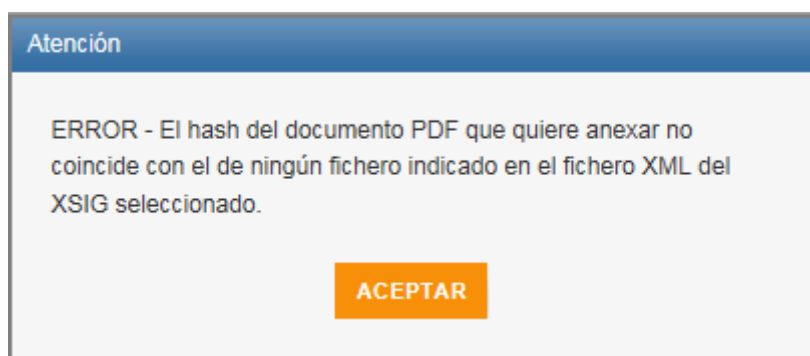 Atención
ERROR - El hash del documento PDF que quiere anexar no
coincide con el de ningún fichero indicado en el fichero XML del
XSIG seleccionado.
ACEPTAR